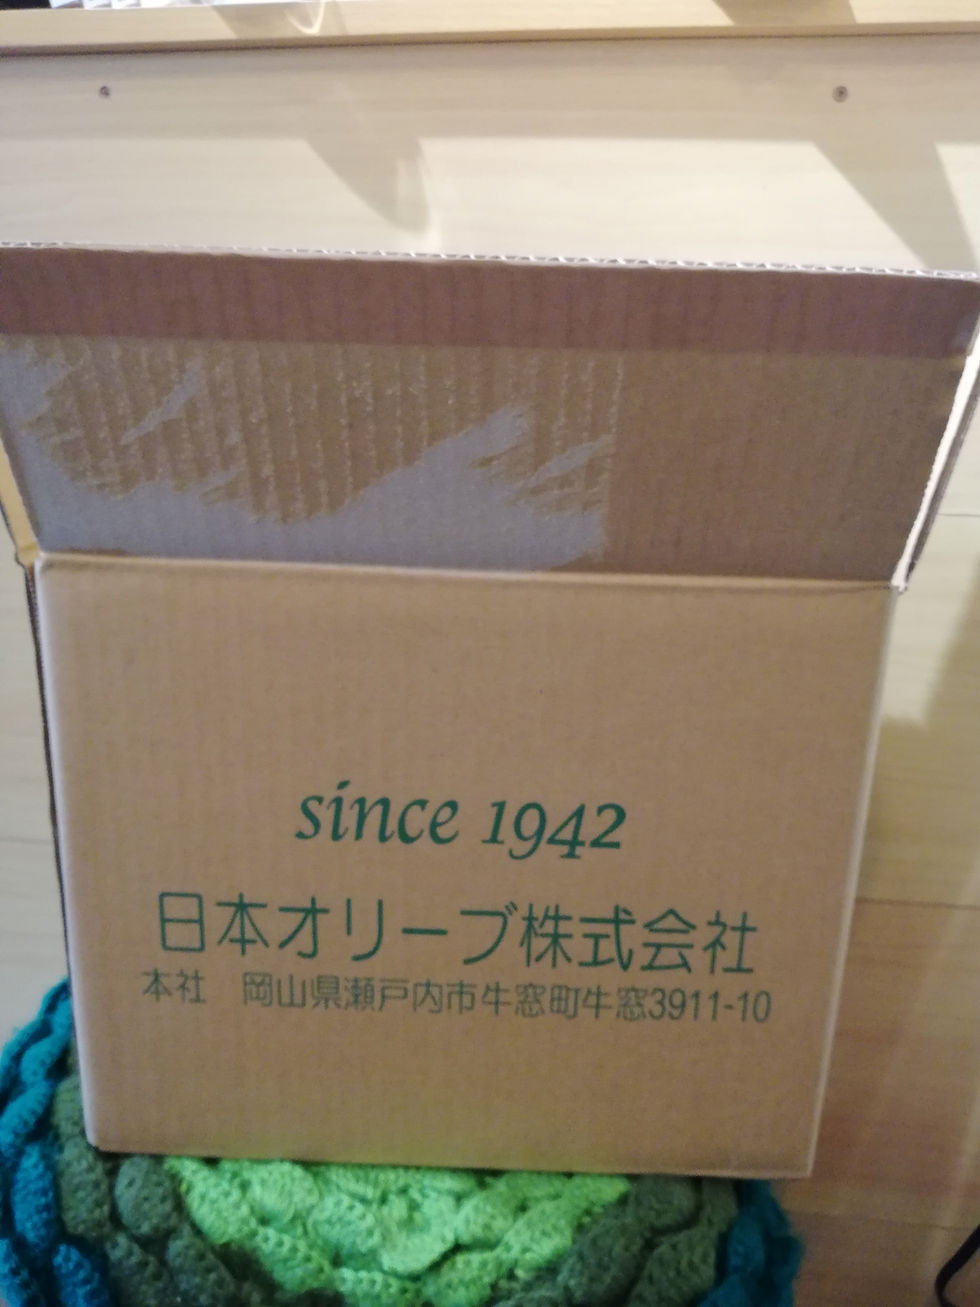 since 1942
日本オリーブ株式会社
本社　岡山県瀬戸内市牛窓町牛窓3911-10